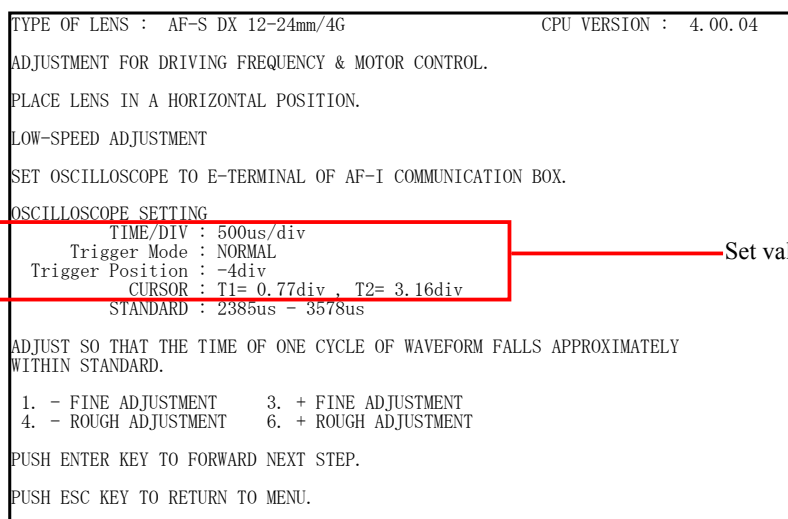 TYPE OF LENS : AF-S DX 12-24mm/4G CPU VERSION : 4.00.04
ADJUSTMENT FOR DRIVING FREQUENCY & MOTOR CONTROL.
PLACE LENS IN A HORIZONTAL POSITION.
LOW-SPEED ADJUSTMENT
SET OSCILLOSCOPE TO E-TERMINAL OF AF-I COMMUNICATION BOX.
OSCILLOSCOPE SETTING
TIME/DIV : 500us/div
Trigger Mode : NORMAL
Trigger Position : -4div
CURSOR : T1= 0.77div , T2= 3.16div
STANDARD : 2385us - 3578us
Set val
ADJUST SO THAT THE TIME OF ONE CYCLE OF WAVEFORM FALLS APPROXIMATELY
WITHIN STANDARD.
1. - FINE ADJUSTMENT 3. + FINE ADJUSTMENT
4. - ROUGH ADJUSTMENT 6. + ROUGH ADJUSTMENT
PUSH ENTER KEY TO FORWARD NEXT STEP.
PUSH ESC KEY TO RETURN TO MENU.